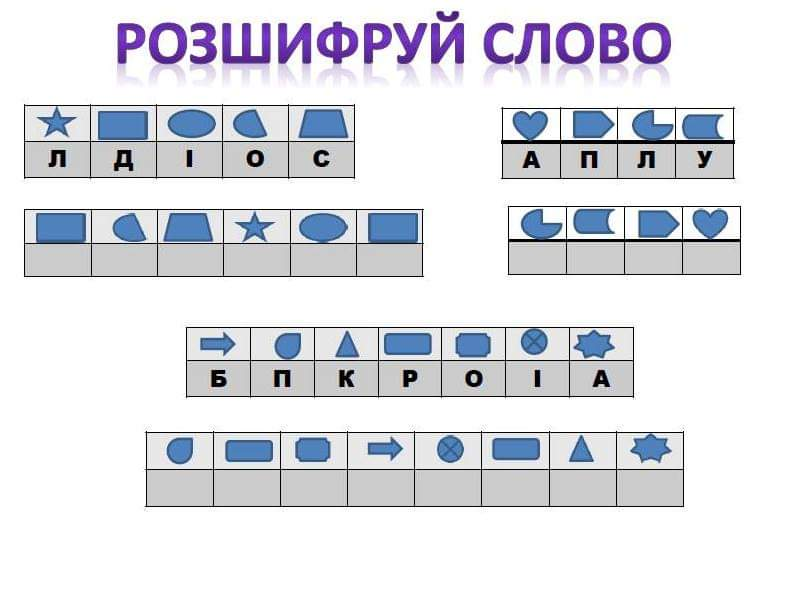 РОЗШИФРУЙ СЛОВО
Л Д І О С
А П Л У
Б П К Р О І А